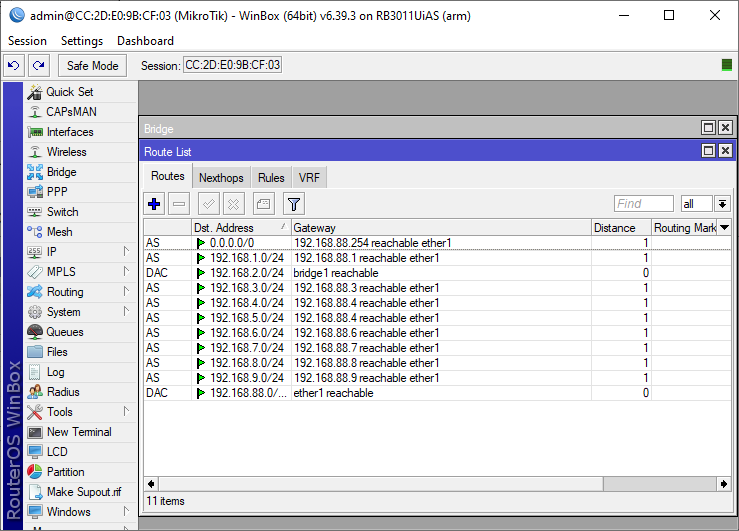 admin@CC:2D:E0:9B:CF:03 (MikroTik) - WinBox (64bit) v6.39.3 on RB3011UiAS (arm)
Session Settings Dashboard
Safe Mode Session: CC:2D:E0:9B:CF:03
RouterOS WinBox
Quick Set
CAPsMAN
Interfaces
Wireless
Bridge
PPP
Switch
Mesh
IP
MPLS
Routing
System
Queues
Files
Log
Radius
Tools
New Terminal
LCD
Partition
Make Supout.rif
Windows
Bridge
Route List
Routes Nexthops Rules VRF
Find all
Dst. Address Gateway Distance Routing Mark
AS 0.0.0.0/0 192.168.88.254 reachable ether1 1
AS 192.168.1.0/24 192.168.88.1 reachable ether1 1
DAC 192.168.2.0/24 bridge1 reachable 0
AS 192.168.3.0/24 192.168.88.3 reachable ether1 1
AS 192.168.4.0/24 192.168.88.4 reachable ether1 1
AS 192.168.5.0/24 192.168.88.4 reachable ether1 1
AS 192.168.6.0/24 192.168.88.6 reachable ether1 1
AS 192.168.7.0/24 192.168.88.7 reachable ether1 1
AS 192.168.8.0/24 192.168.88.8 reachable ether1 1
AS 192.168.9.0/24 192.168.88.9 reachable ether1 1
DAC 192.168.88.0/... ether1 reachable 0
11 items